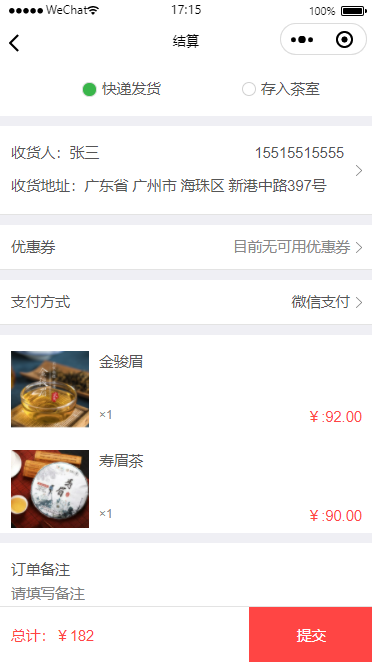 WeChat 17:15 100%
结算
快递发货 存入茶室
收货人：张三 15515515555
收货地址：广东省 广州市 海珠区 新港中路397号
优惠券 目前无可用优惠券
支付方式 微信支付
金骏眉
×1 ￥:92.00
寿眉茶
×1 ￥:90.00
订单备注
请填写备注
总计：￥182 提交